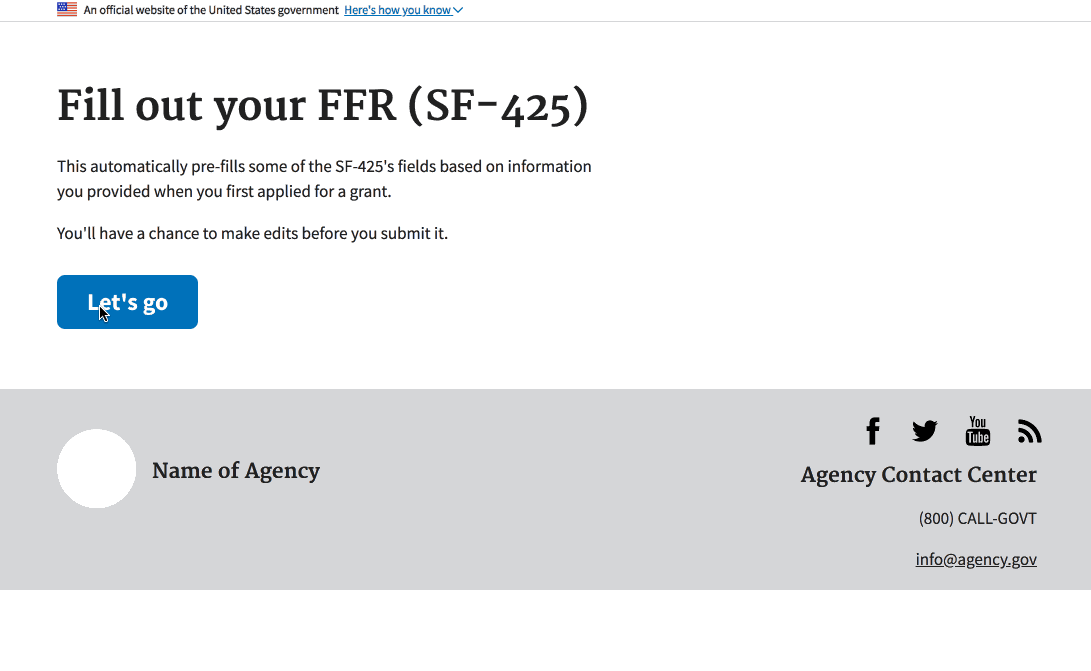 An official website of the United States government Here's how you know
Fill out your FFR (SF-425)
This automatically pre-fills some of the SF-425's fields based on information
you provided when you first applied for a grant.
You'll have a chance to make edits before you submit it.
Let's go
You
Tube
Name of Agency
Agency Contact Center
(800) CALL-GOVT
info@agency.gov